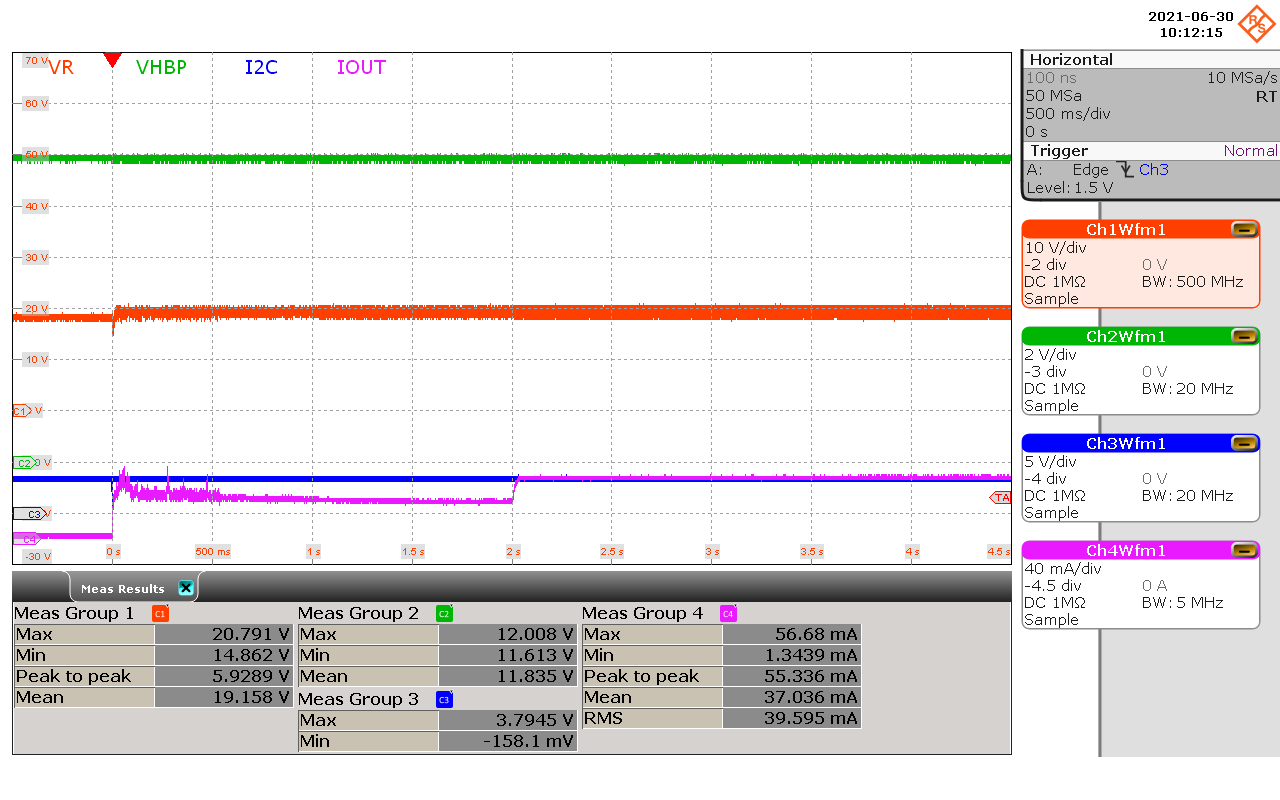 2021-06-30
10:12:15
R&S
VR VHBP I2C IOUT
70 V
60 V
50 V
40 V
30 V
20 V
10 V
C1 V
C2 0 V
C3 V
C4
TA
-30 V
0 s 500 ms 1 s 1.5 s 2 s 2.5 s 3 s 3.5 s 4 s 4.5 s
Horizontal
100 ns 10 MSa/s
50 MSa RT
500 ms/div
0 s
Trigger Normal
A: Edge Ch3
Level: 1.5 V
Ch1Wfm1
10 V/div
-2 div 0 V
DC 1MΩ BW: 500 MHz
Sample
Ch2Wfm1
2 V/div
-3 div 0 V
DC 1MΩ BW: 20 MHz
Sample
Ch3Wfm1
5 V/div
-4 div 0 V
DC 1MΩ BW: 20 MHz
Sample
Ch4Wfm1
40 mA/div
-4.5 div 0 A
DC 1MΩ BW: 5 MHz
Sample
Meas Results
Meas Group 1 C1
Max 20.791 V
Min 14.862 V
Peak to peak 5.9289 V
Mean 19.158 V
Meas Group 2 C2
Max 12.008 V
Min 11.613 V
Mean 11.835 V
Meas Group 3 C3
Max 3.7945 V
Min -158.1 mV
Meas Group 4 C4
Max 56.68 mA
Min 1.3439 mA
Peak to peak 55.336 mA
Mean 37.036 mA
RMS 39.595 mA